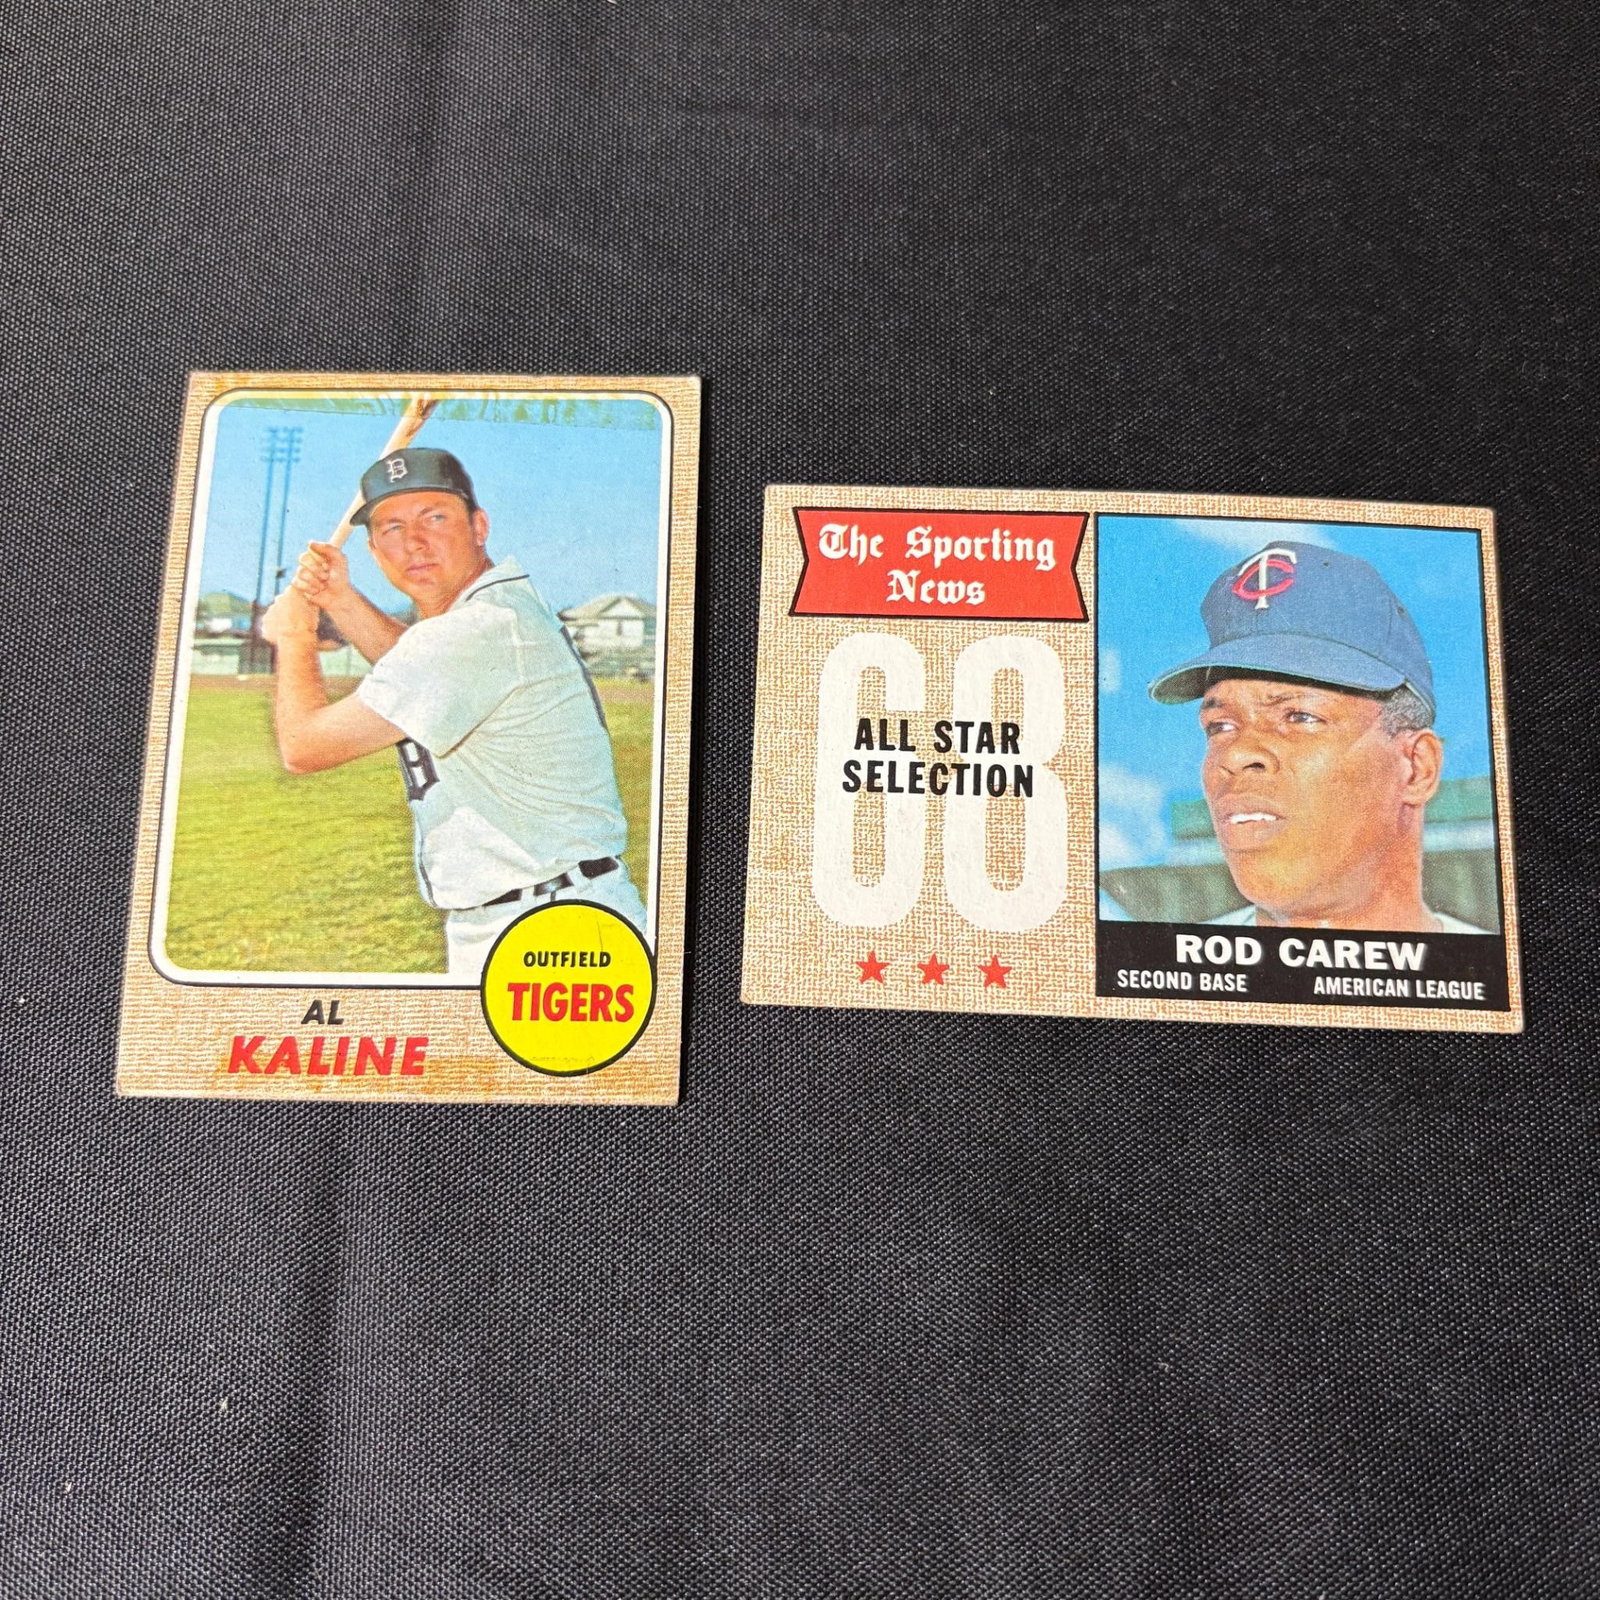 OUTFIELD
TIGERS
AL
KALINE
The Sporting
News
68
ALL STAR
SELECTION
ROD CAREW
SECOND BASE AMERICAN LEAGUE